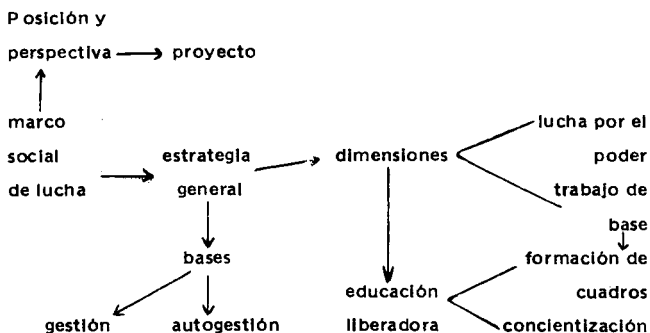 Posición y
perspectiva proyecto
marco lucha por el
social estrategia dimensiones poder
de lucha general trabajo de
base
bases formación de
educación cuadros
gestión autogestión liberadora concientización